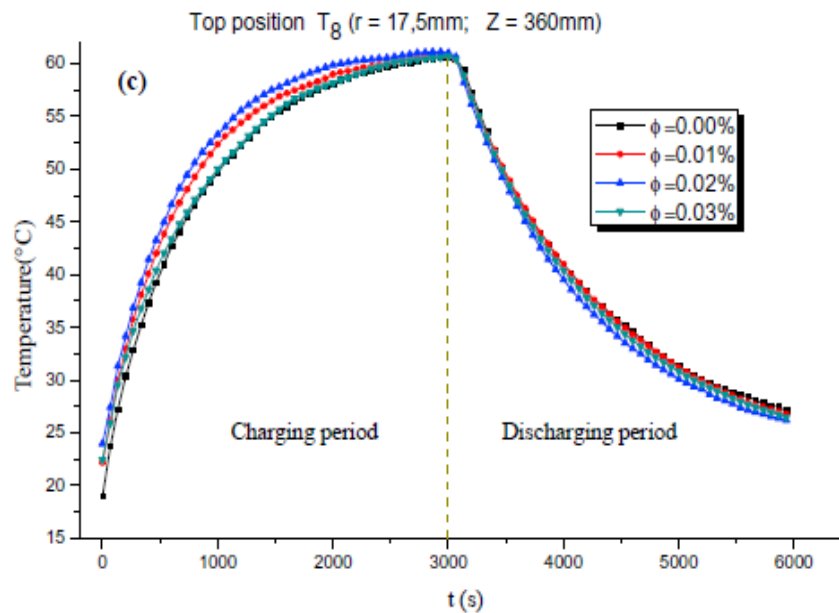 Top position T8 (r = 17,5mm; Z = 360mm)
(c)
60
55
50
45
40
35
30
25
20
15
Temperature(°C)
ϕ=0.00%
ϕ=0.01%
ϕ=0.02%
ϕ=0.03%
Charging period
Discharging period
0
1000
2000
3000
4000
5000
6000
t (s)